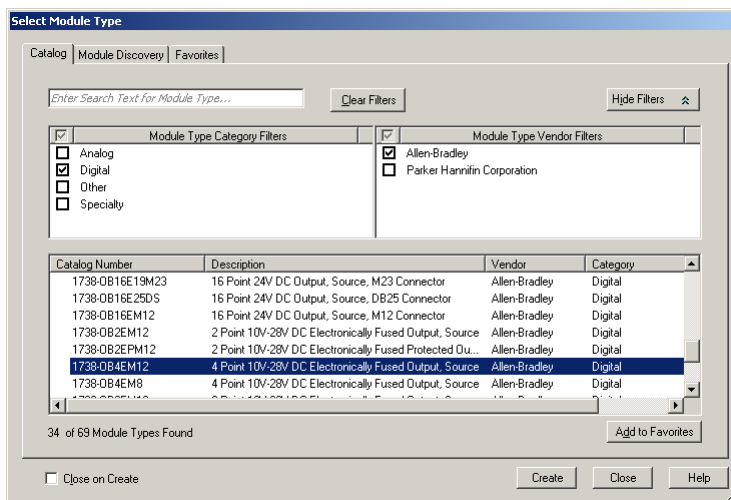 Select Module Type
Catalog Module Discovery Favorites
Enter Search Text for Module Type... Clear Filters Hide Filters
Module Type Category Filters Module Type Vendor Filters
Analog Allen-Bradley
Digital Parker Hannifin Corporation
Other
Specialty
Catalog Number Description Vendor Category
1738-OB16E19M23 16 Point 24V DC Output, Source, M23 Connector Allen-Bradley Digital
1738-OB16E25DS 16 Point 24V DC Output, Source, DB25 Connector Allen-Bradley Digital
1738-OB16EM12 16 Point 24V DC Output, Source, M12 Connector Allen-Bradley Digital
1738-OB2EM12 2 Point 10V-28V DC Electronically Fused Output, Source Allen-Bradley Digital
1738-OB2EPM12 2 Point 10V-28V DC Electronically Fused Protected Ou... Allen-Bradley Digital
1738-OB4EM12 4 Point 10V-28V DC Electronically Fused Output, Source Allen-Bradley Digital
1738-OB4EM8 4 Point 10V-28V DC Electronically Fused Output, Source Allen-Bradley Digital
34 of 69 Module Types Found Add to Favorites
Close on Create Create Close Help